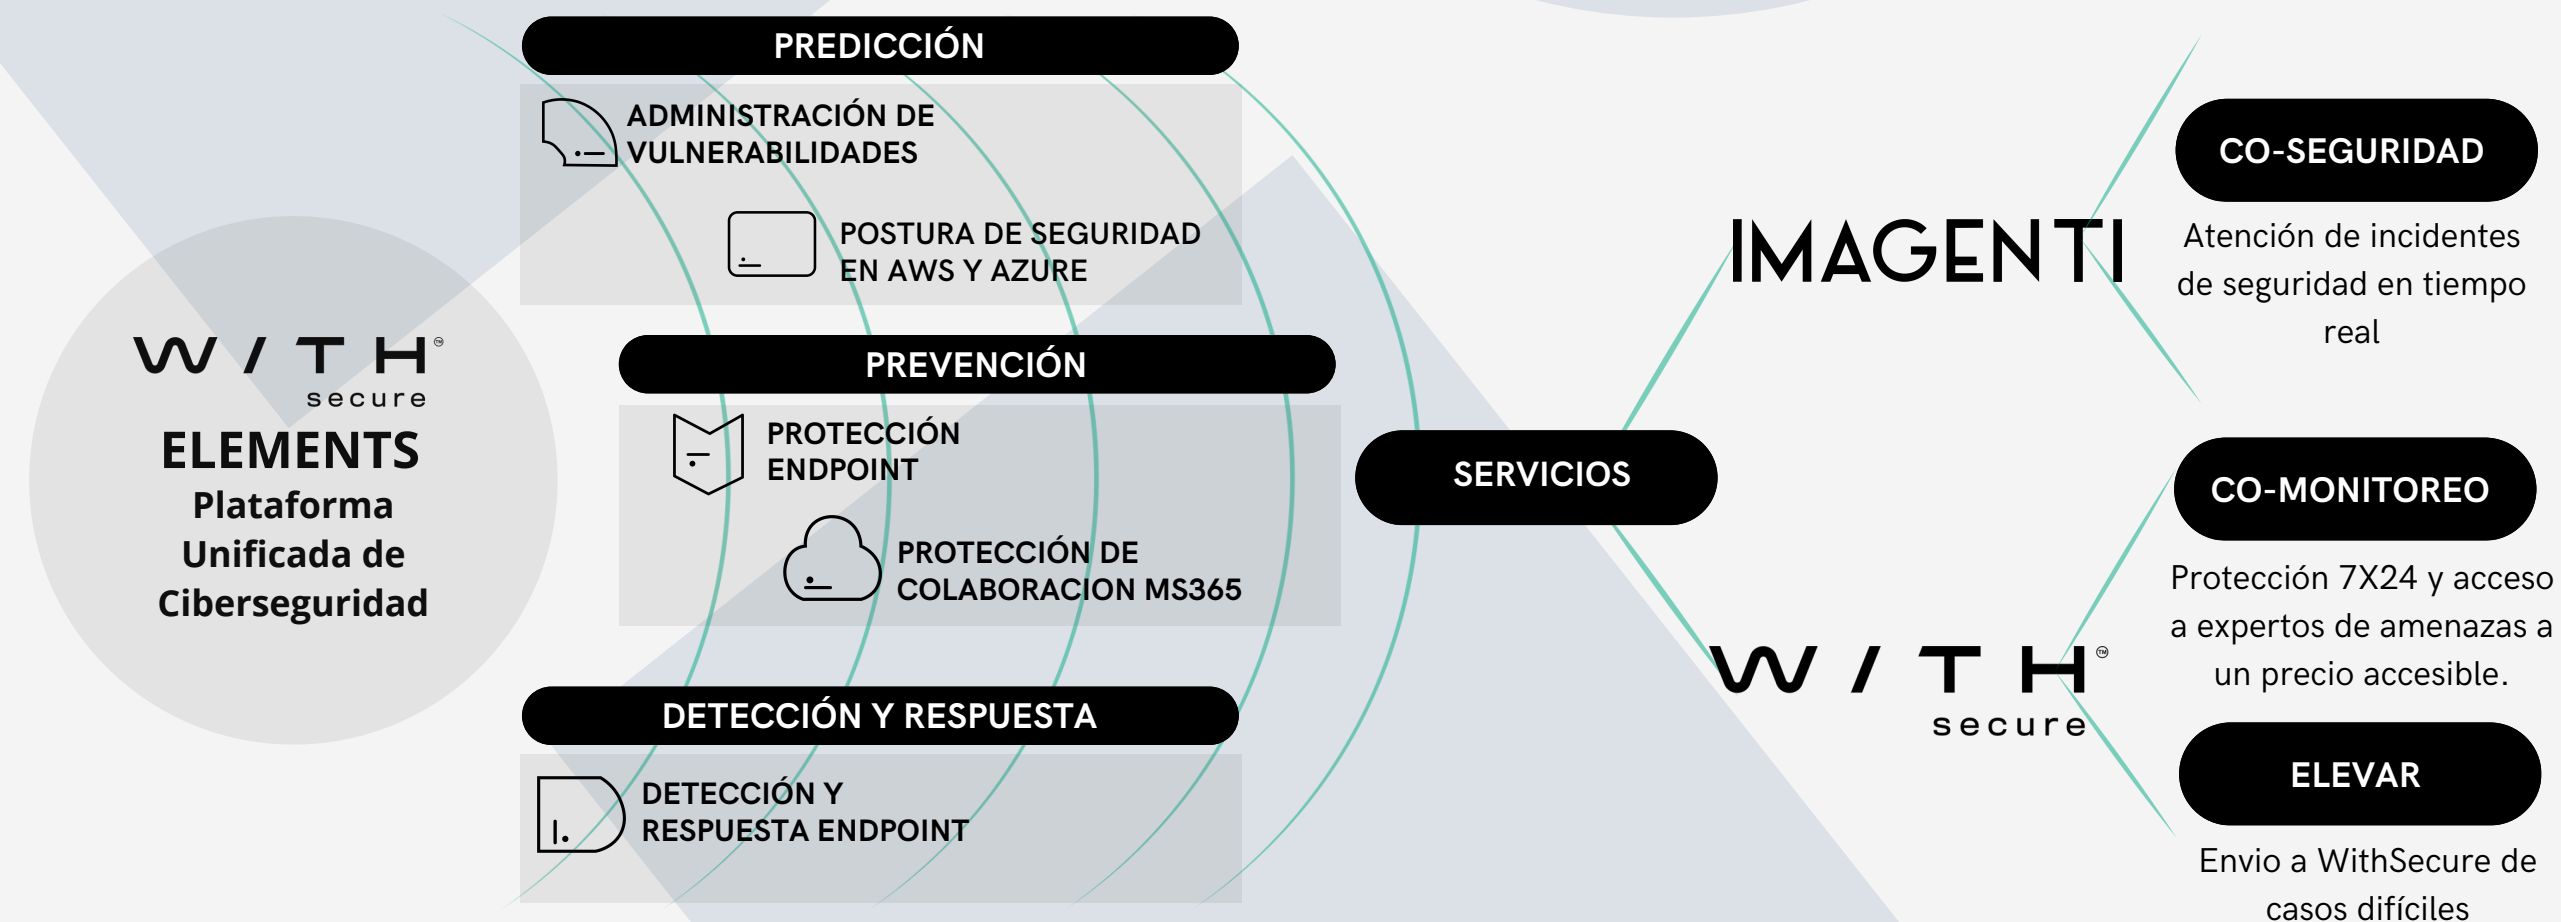 WITH™
secure
ELEMENTS
Plataforma
Unificada de
Ciberseguridad
PREDICCIÓN
ADMINISTRACIÓN DE
VULNERABILIDADES
POSTURA DE SEGURIDAD
EN AWS Y AZURE
PREVENCIÓN
PROTECCIÓN
ENDPOINT
PROTECCIÓN DE
COLABORACION MS365
DETECCIÓN Y RESPUESTA
DETECCIÓN Y
RESPUESTA ENDPOINT
SERVICIOS
IMAGENTI
CO-SEGURIDAD
Atención de incidentes
de seguridad en tiempo
real
WITH™
secure
CO-MONITOREO
Protección 7X24 y acceso
a expertos de amenazas a
un precio accesible.
ELEVAR
Envio a WithSecure de
casos difíciles